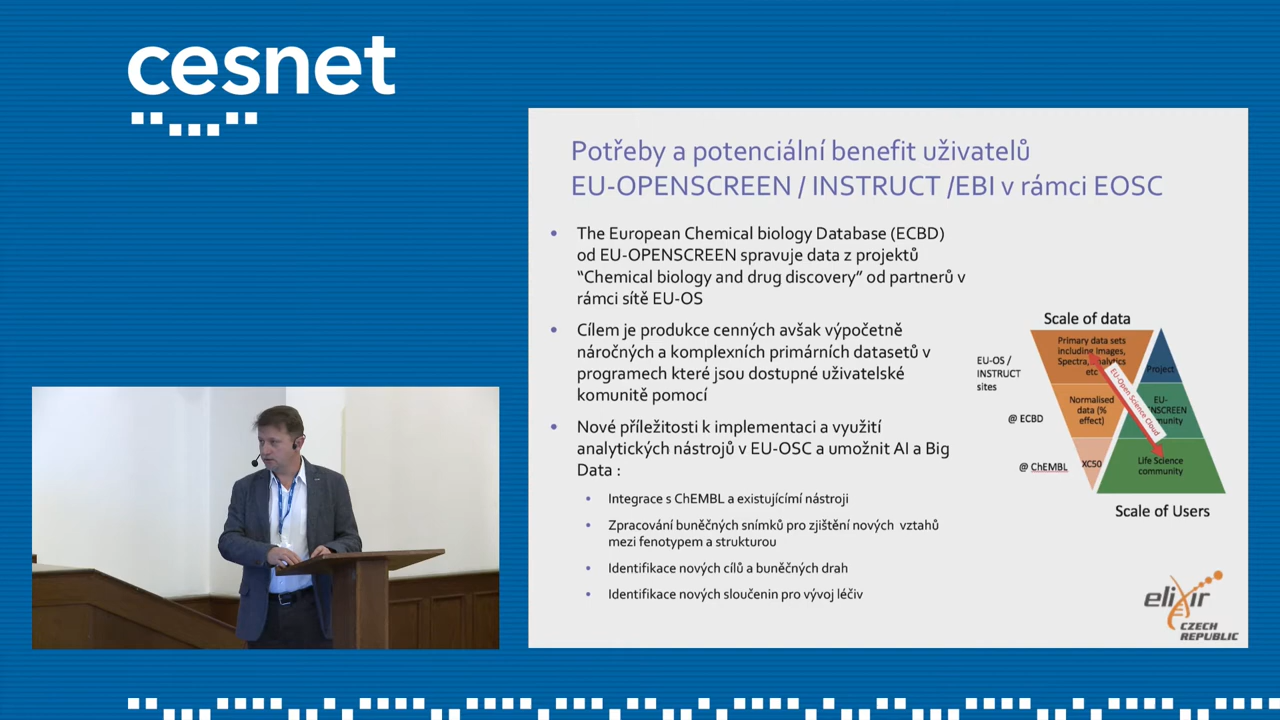 cesnet
Potřeby a potenciální benefit uživatelů
EU-OPENSCREEN / INSTRUCT /EBI v rámci EOSC
• The European Chemical biology Database (ECBD)
od EU-OPENSCREEN spravuje data z projektů
“Chemical biology and drug discovery” od partnerů v
rámci sítě EU-OS
• Cílem je produkce cenných avšak výpočetně
náročných a komplexních primárních datasetů v
programech které jsou dostupné uživatelské
komunitě pomocí
• Nové příležitosti k implementaci a využití
analytických nástrojů v EU-OSC a umožnit AI a Big
Data :
• Integrace s ChEMBL a existujícímí nástroji
• Zpracování buněčných snímků pro zjištění nových vztahů
mezi fenotypem a strukturou
• Identifikace nových cílů a buněčných drah
• Identifikace nových sloučenin pro vývoj léčiv
Scale of data
EU-OS /
INSTRUCT
sites
Primary data sets
including images,
Spectra,
etc
Project
EU-Open Science Cloud
@ ECBD
Normalised
data (%
effect)
EU-
@ ChEMBL
XC50
Life Science
community
Scale of Users
elixir
CZECH
REPUBLIC